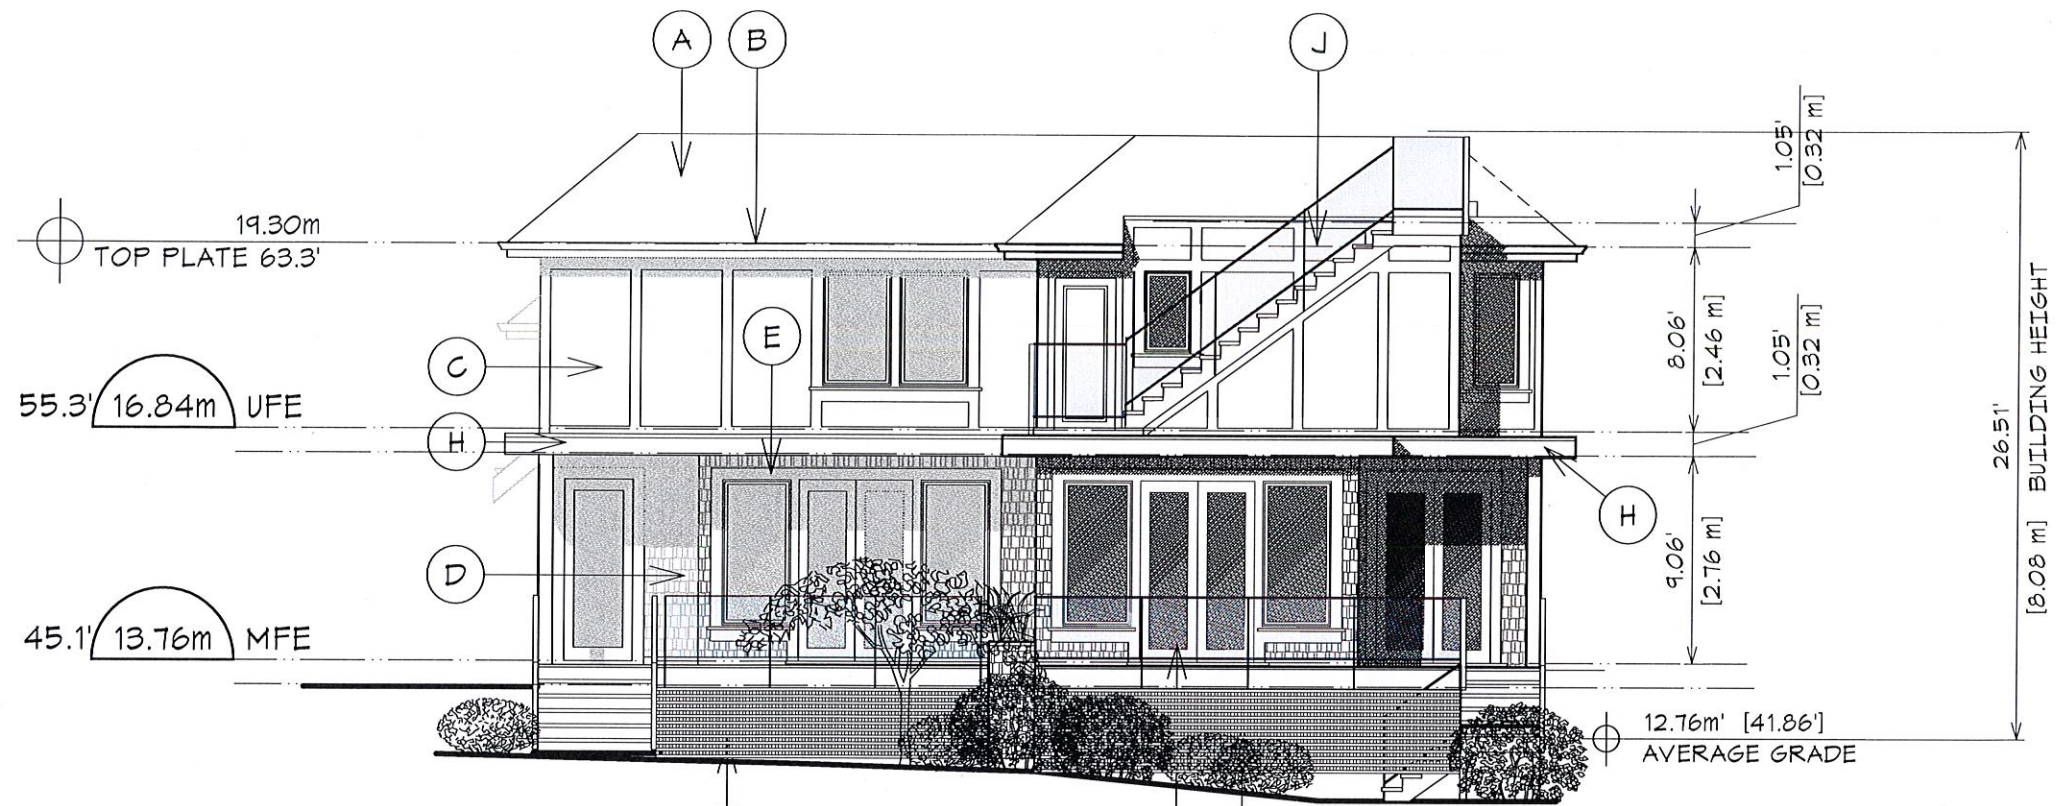 A
B
J
1.05'
[0.32 m]
19.30m
TOP PLATE 63.3'
E
C
8.06'
[2.46 m]
1.05'
[0.32 m]
26.51'
[8.08 m] BUILDING HEIGHT
55.3' 16.84m UFE
H
H
D
9.06'
[2.76 m]
45.1' 13.76m MFE
12.76m' [41.86']
AVERAGE GRADE